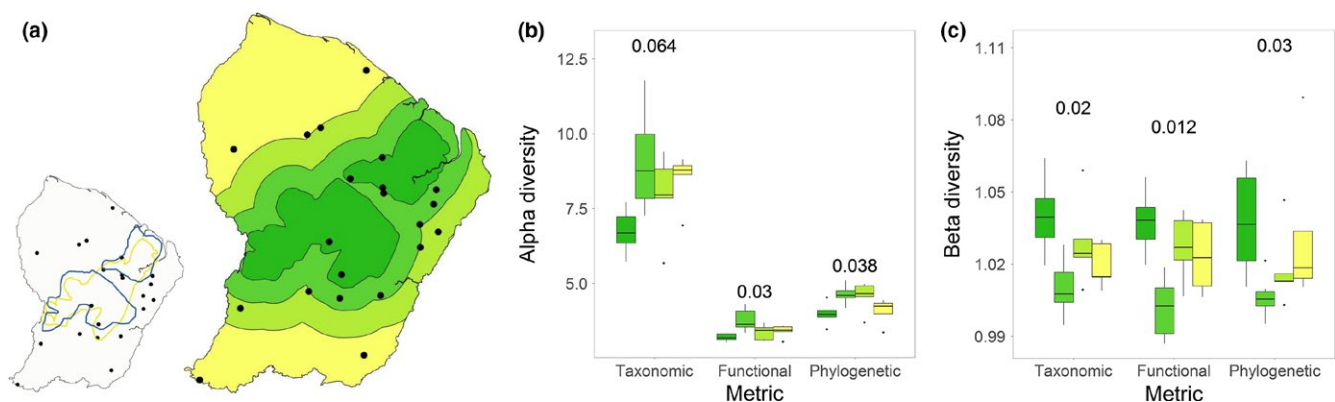 (a)
(b)
Alpha diversity
12.5
10.0
7.5
5.0
0.064
0.03
0.038
Taxonomic Functional Phylogenetic
Metric
(c)
Beta diversity
1.11
1.08
1.05
1.02
0.99
0.02
0.012
0.03
Taxonomic Functional Phylogenetic
Metric